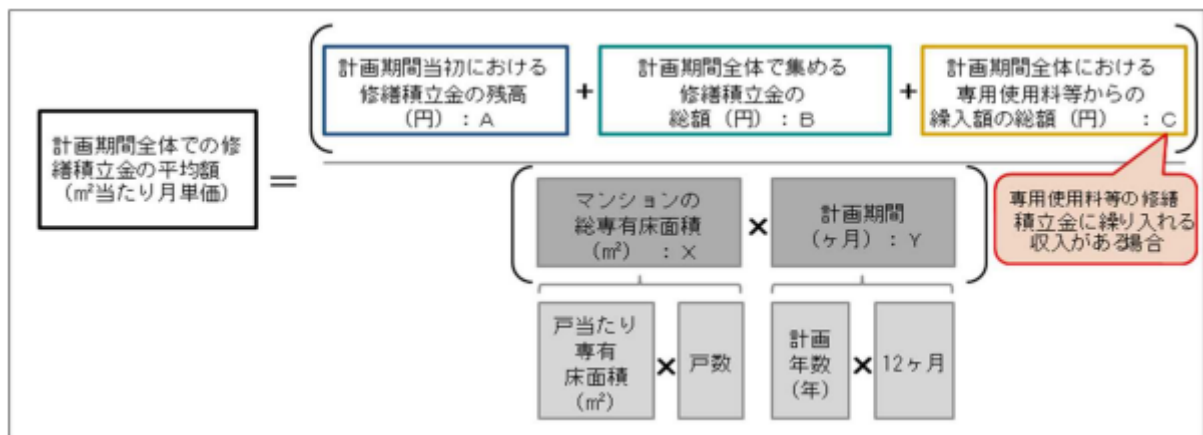 計画期間全体での修
繕積立金の平均額
(㎡当たり月単価)
=
計画期間当初における
修繕積立金の残高
(円) : A
+
計画期間全体で集める
修繕積立金の
総額 (円) : B
+
計画期間全体における
専用使用料等からの
繰入額の総額 (円) : C
マンションの
総専有床面積
(㎡) : X
×
計画期間
(ヶ月) : Y
専用使用料等の修繕
積立金に繰り入れる
収入がある場合
戸当たり
専有
床面積
(㎡)
×
戸数
計画
年数
(年)
×
12ヶ月